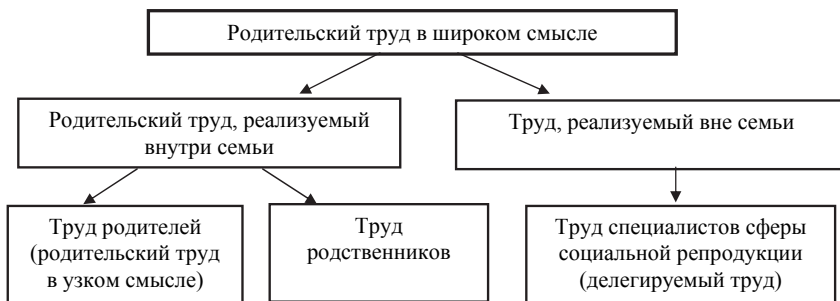 Родительский труд в широком смысле
Родительский труд, реализуемый
внутри семьи
Труд, реализуемый вне семьи
Труд родителей
(родительский труд
в узком смысле)
Труд
родственников
Труд специалистов сферы
социальной репродукции
(делегируемый труд)